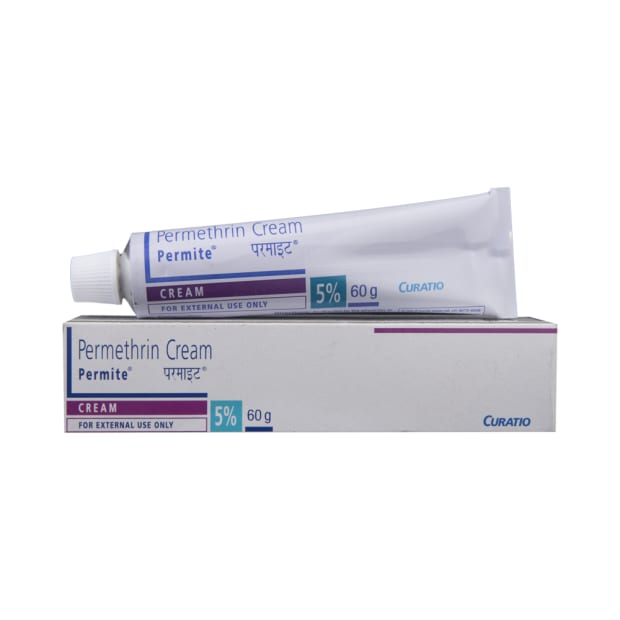 Permethrin Cream
Permite® परमाइट®
CREAM
FOR EXTERNAL USE ONLY
5% 60 g
CURATIO
Permethrin Cream
Permite® परमाइट®
CREAM
FOR EXTERNAL USE ONLY
5% 60 g
CURATIO